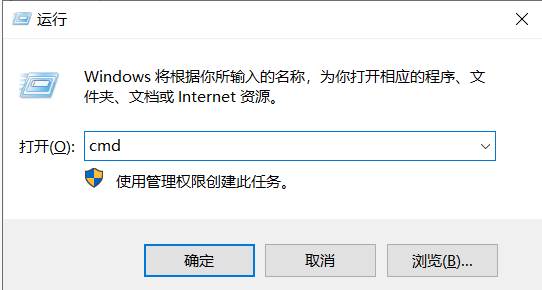 运行
Windows 将根据你所输入的名称，为你打开相应的程序、文
件夹、文档或 Internet 资源。
打开(O): cmd
使用管理权限创建此任务。
确定 取消 浏览(B)...